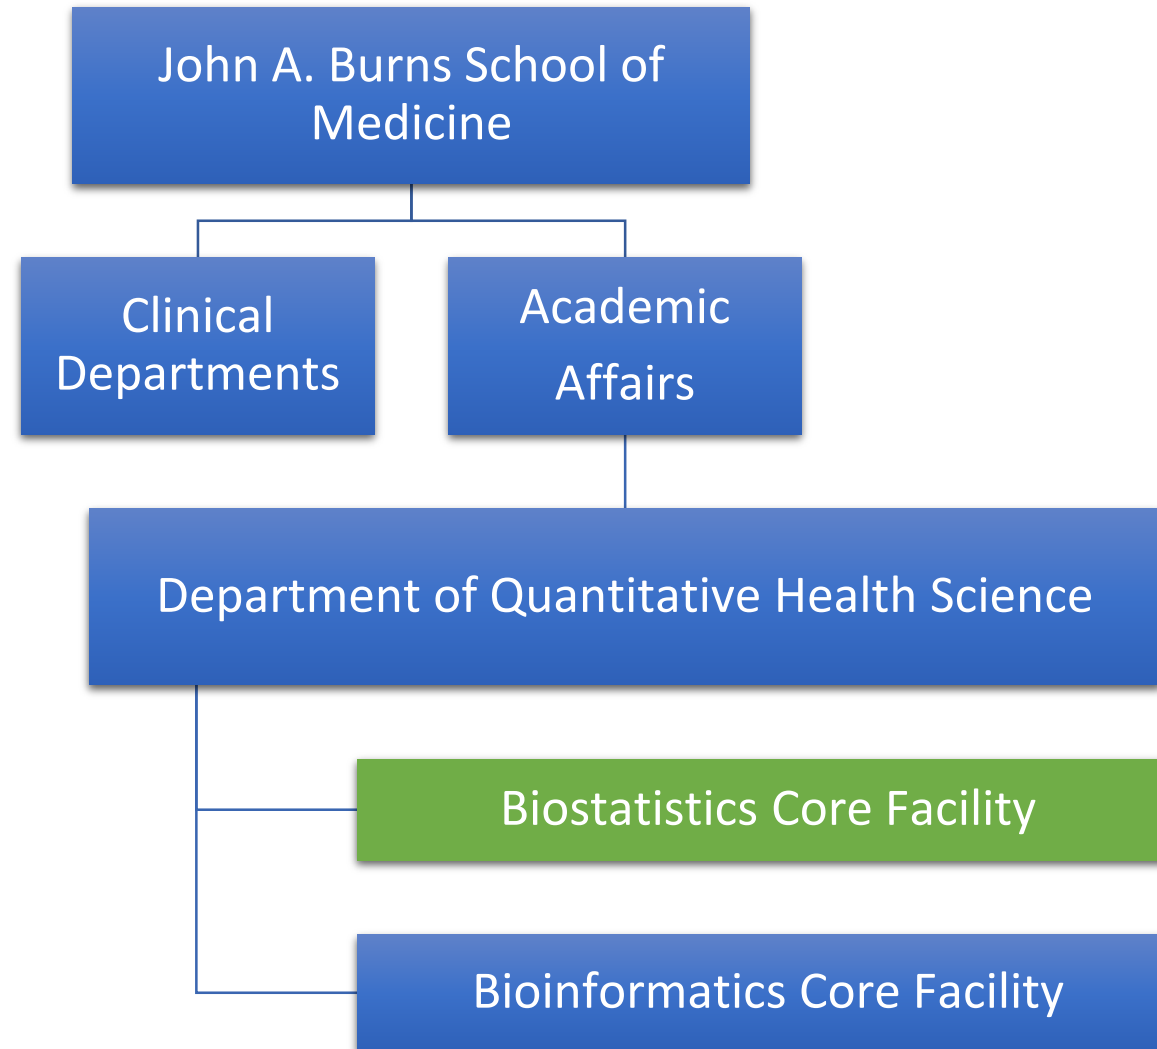 John A. Burns School of
Medicine
Clinical
Departments
Academic
Affairs
Department of Quantitative Health Science
Biostatistics Core Facility
Bioinformatics Core Facility